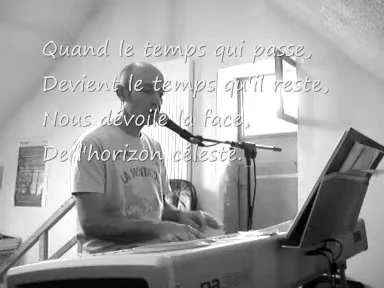 Quand le temps qui passe,
Devient le temps qu'il reste,
Nous dévoile la face,
De l'horizon céleste.